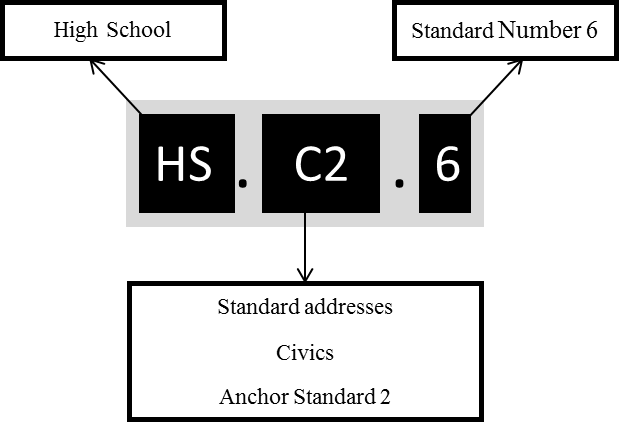 High School
Standard Number 6
HS . C2 . 6
Standard addresses
Civics
Anchor Standard 2